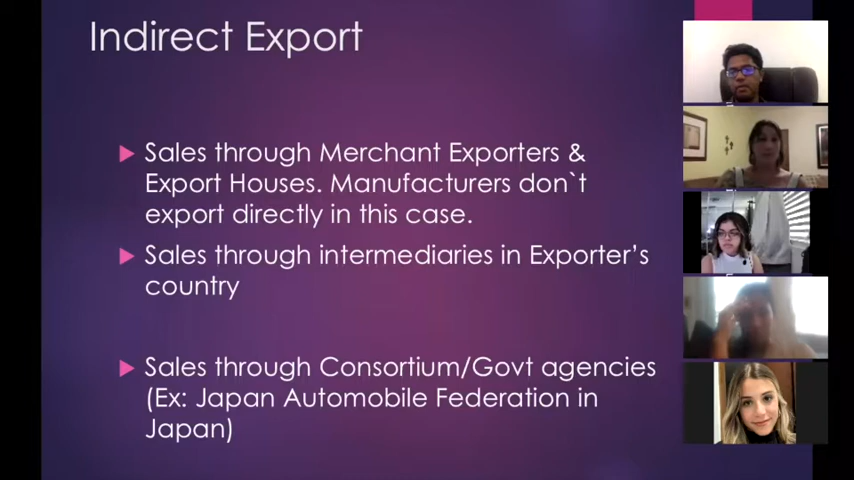 Indirect Export
Sales through Merchant Exporters &
Export Houses. Manufacturers don`t
export directly in this case.
Sales through intermediaries in Exporter’s
country
Sales through Consortium/Govt agencies
(Ex: Japan Automobile Federation in
Japan)